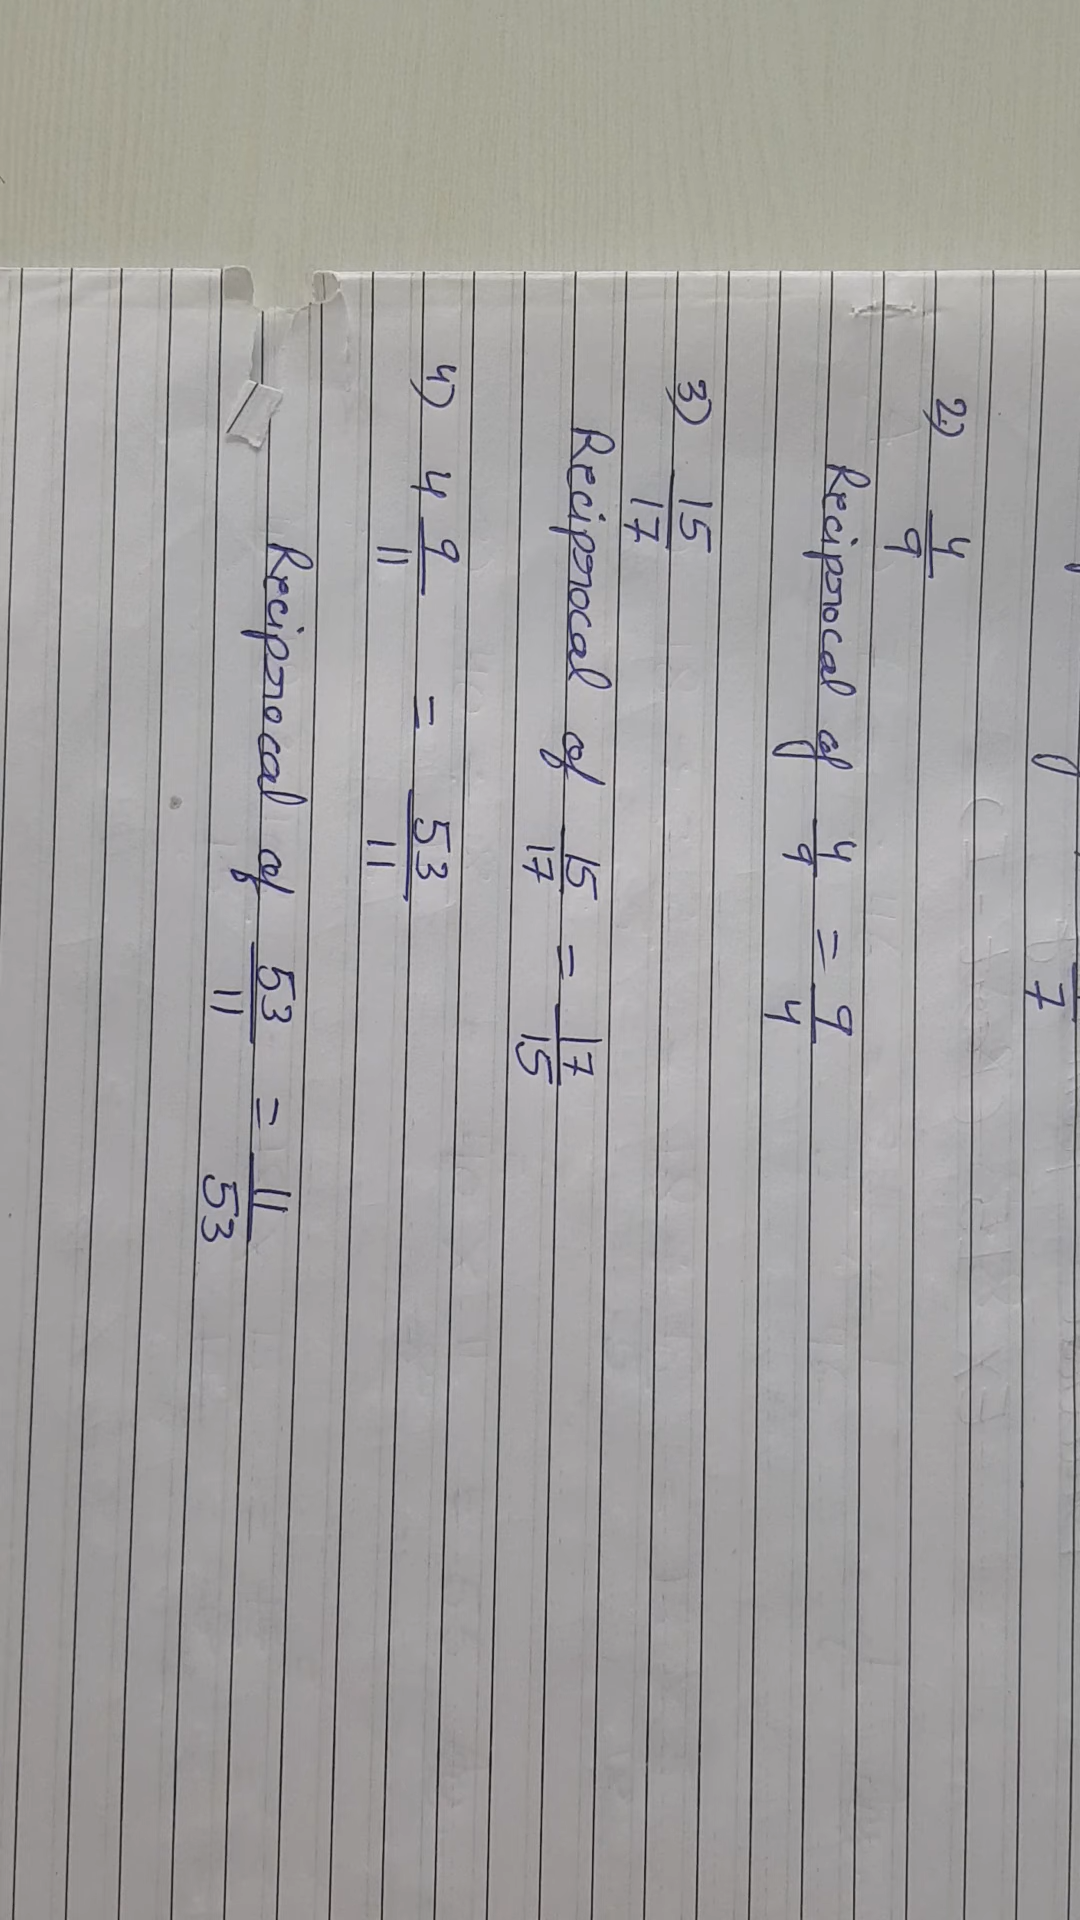 7
2) 4/9
Reciprocal of 4/9 = 9/4
3) 15/17
Reciprocal of 15/17 = 17/15
4) 4 9/11 = 53/11
Reciprocal of 53/11 = 11/53